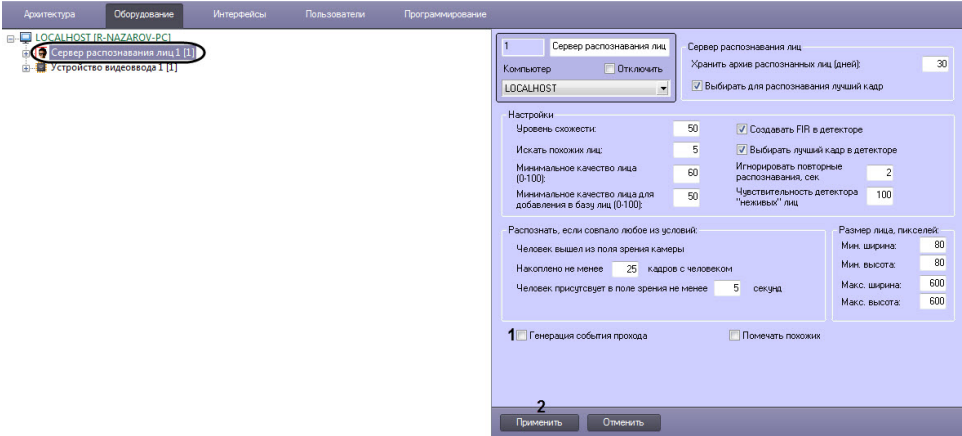 Архитектура Оборудование Интерфейсы Пользователи Программирование
LOCALHOST [R-NAZAROV-PC]
Сервер распознавания лиц 1 [1]
Устройство видеоввода 1 [1]
1 Сервер распознавания лиц
Компьютер Отключить
LOCALHOST
Сервер распознавания лиц
Хранить архив распознанных лиц (дней): 30
Выбирать для распознавания лучший кадр
Настройки
Уровень схожести: 50
Искать похожих лиц: 5
Минимальное качество лица
(0-100): 60
Минимальное качество лица для
добавления в базу лиц (0-100): 50
Создавать FIR в детекторе
Выбирать лучший кадр в детекторе
Игнорировать повторные
распознавания, сек 2
Чувствительность детектора
"неживых" лиц 100
Распознать, если совпало любое из условий:
Человек вышел из поля зрения камеры
Накоплено не менее 25 кадров с человеком
Человек присутсвует в поле зрения не менее 5 секунд
Размер лица, пикселей:
Мин. ширина: 80
Мин. высота: 80
Макс. ширина: 600
Макс. высота: 600
1 Генерация события прохода Помечать похожих
2
Применить Отменить